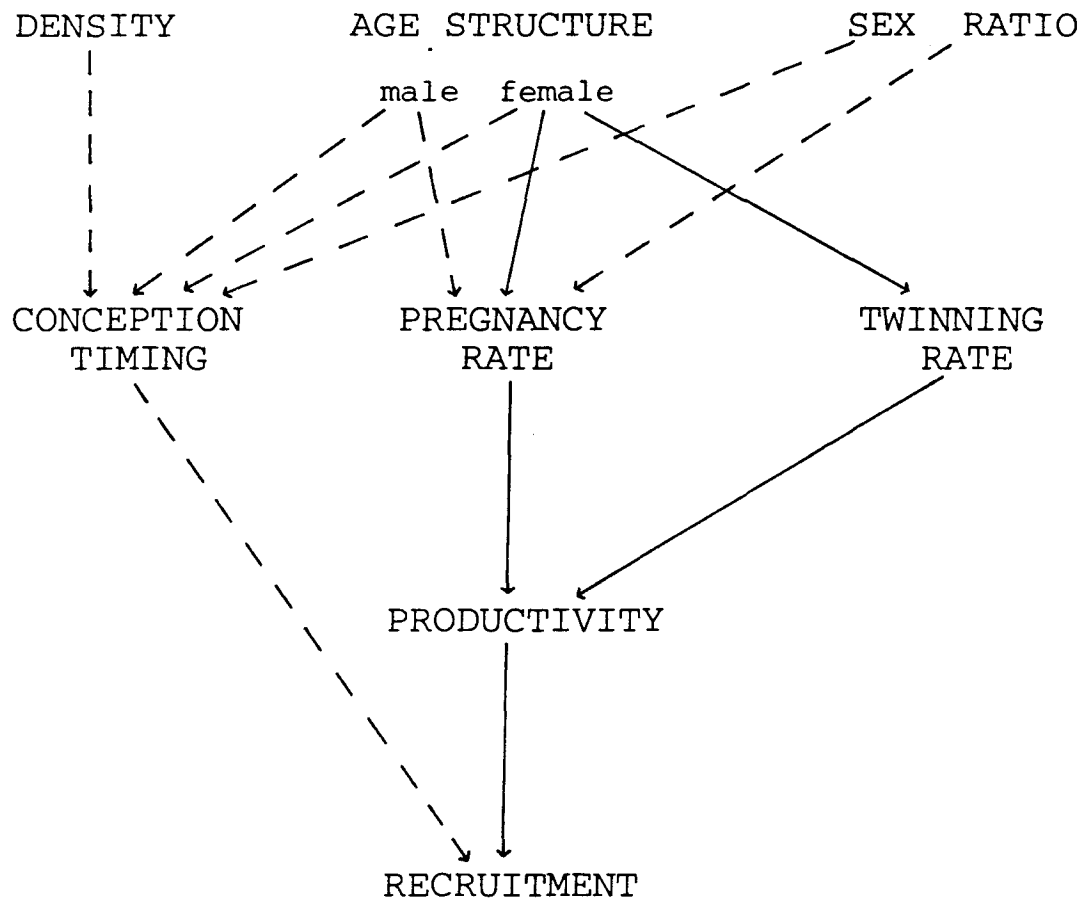 DENSITY AGE STRUCTURE SEX RATIO
male female
CONCEPTION TIMING
PREGNANCY RATE
TWINNING RATE
PRODUCTIVITY
RECRUITMENT